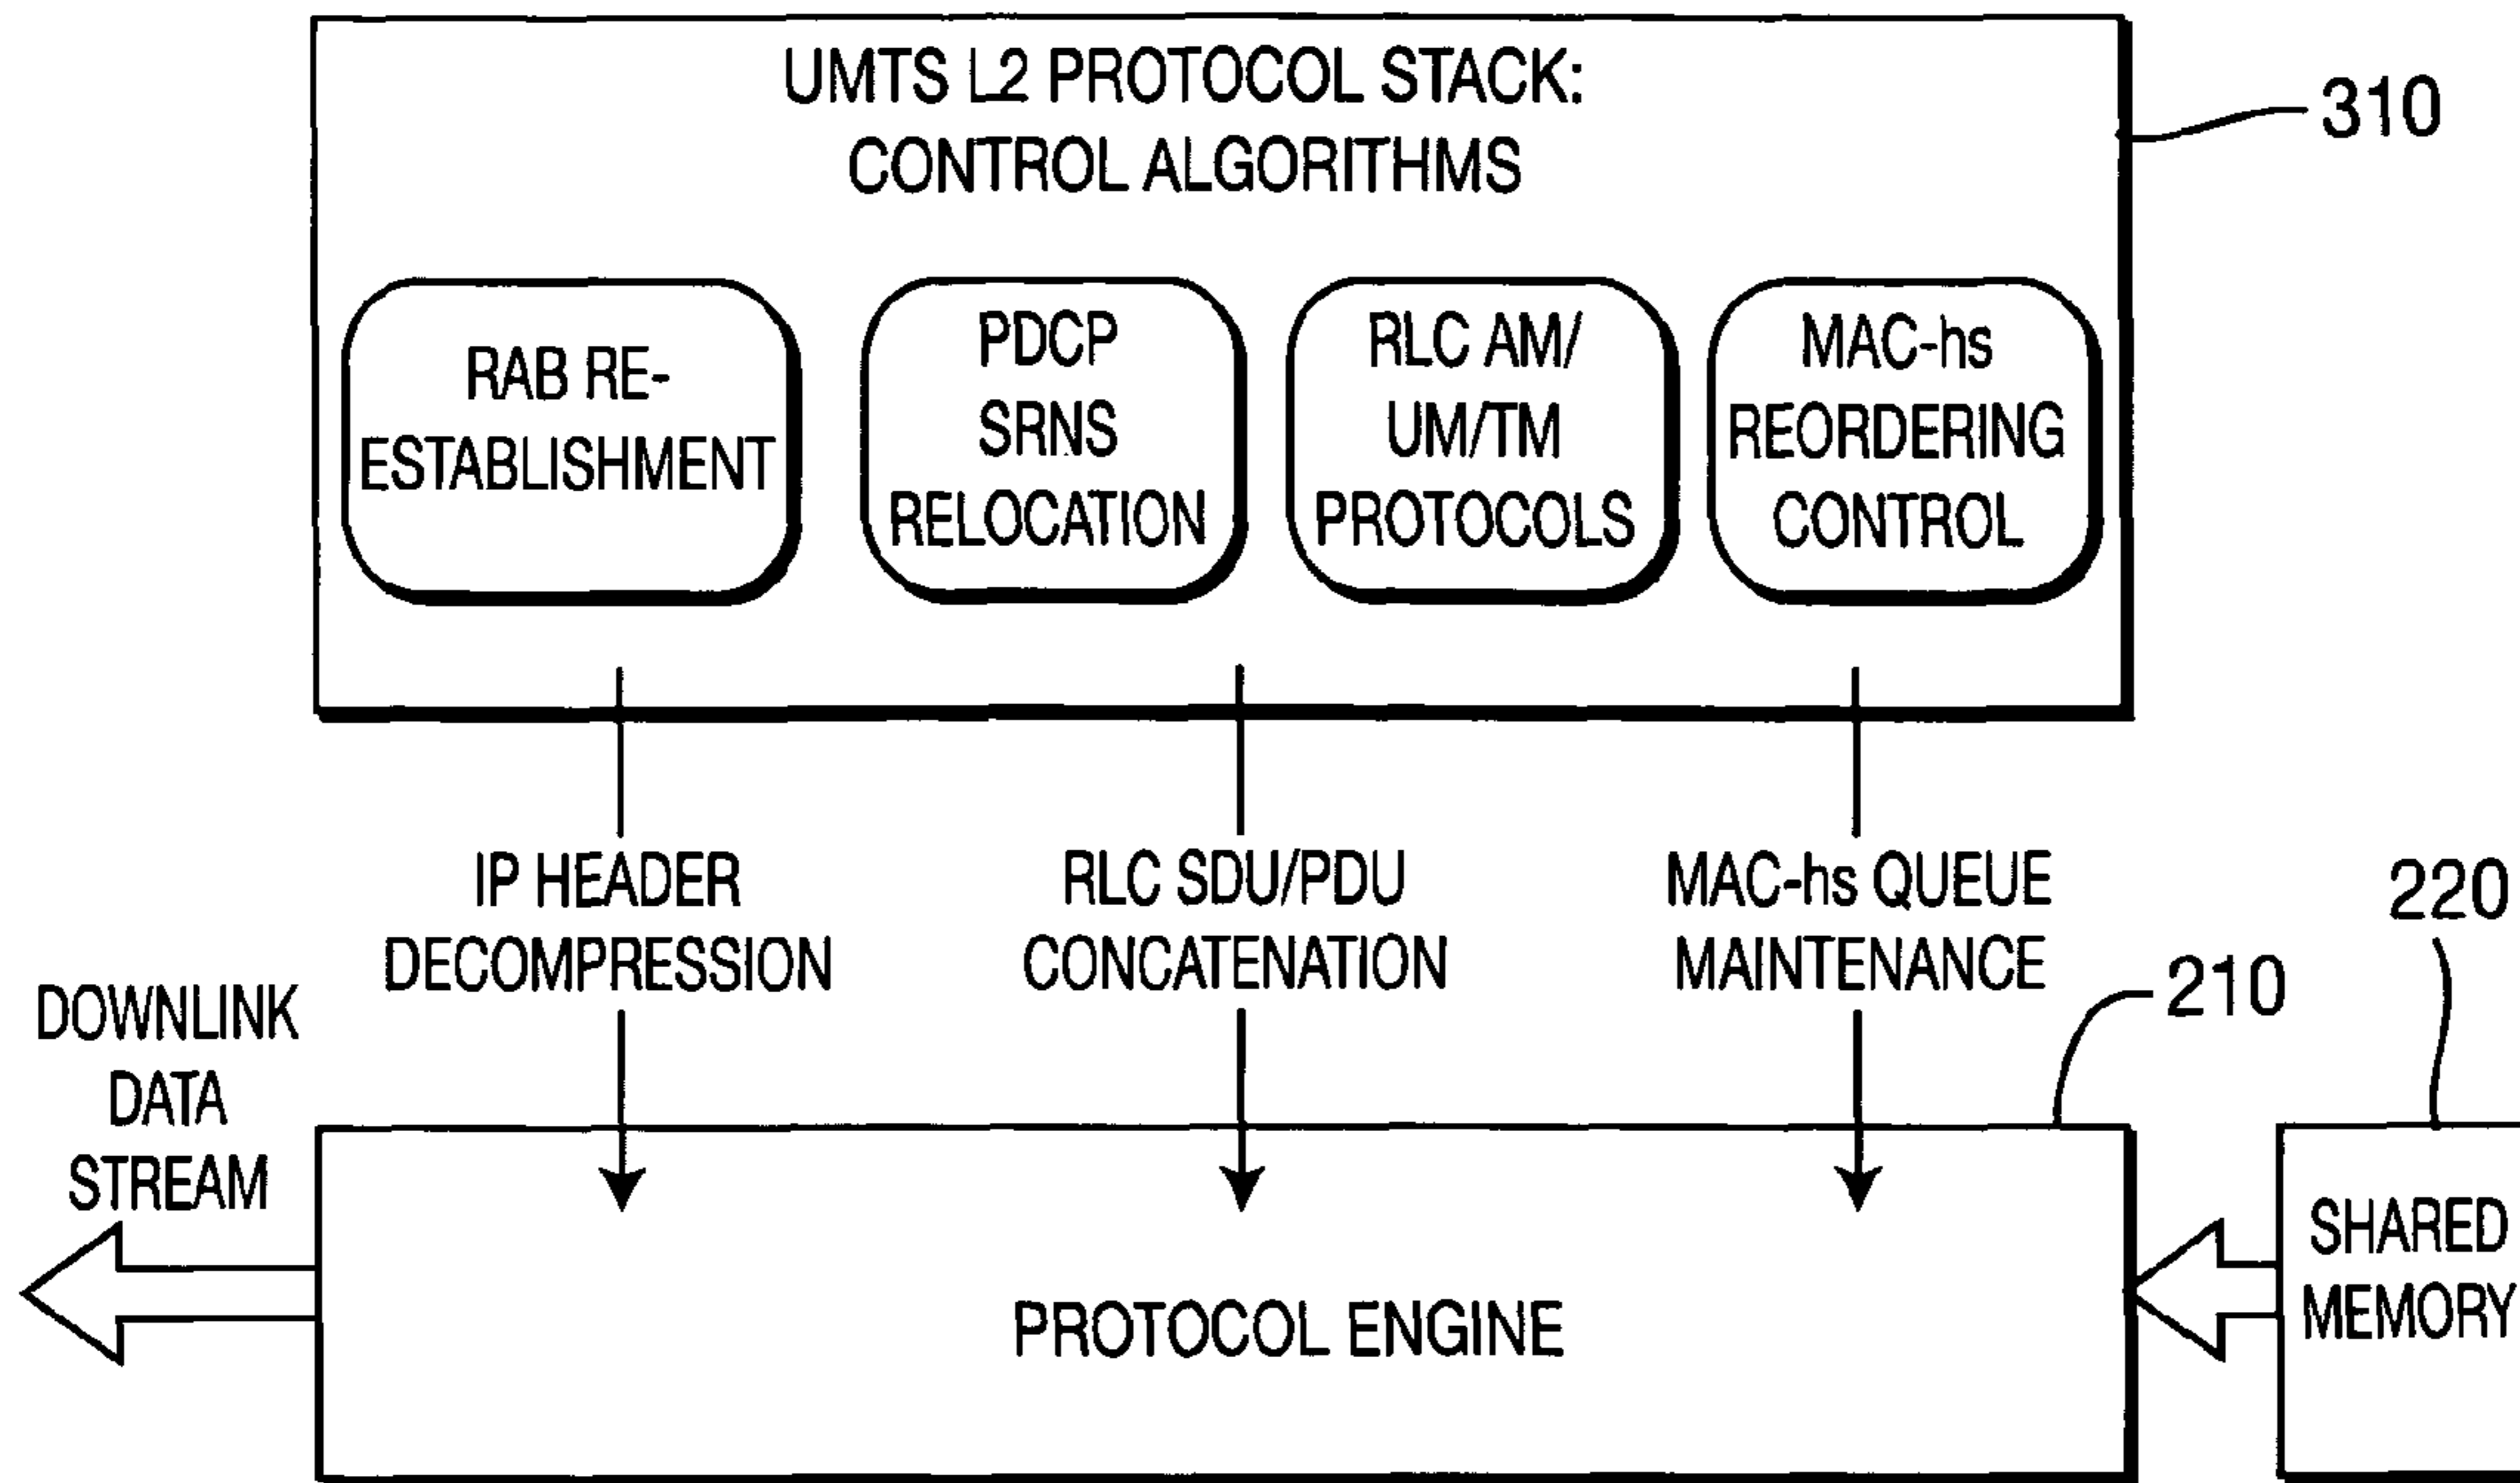 UMTS L2 PROTOCOL STACK:
CONTROL ALGORITHMS
310
RAB RE-
ESTABLISHMENT
PDCP
SRNS
RELOCATION
RLC AM/
UM/TM
PROTOCOLS
MAC-hs
REORDERING
CONTROL
IP HEADER
DECOMPRESSION
RLC SDU/PDU
CONCATENATION
MAC-hs QUEUE
MAINTENANCE
220
210
DOWNLINK
DATA
STREAM
PROTOCOL ENGINE
SHARED
MEMORY